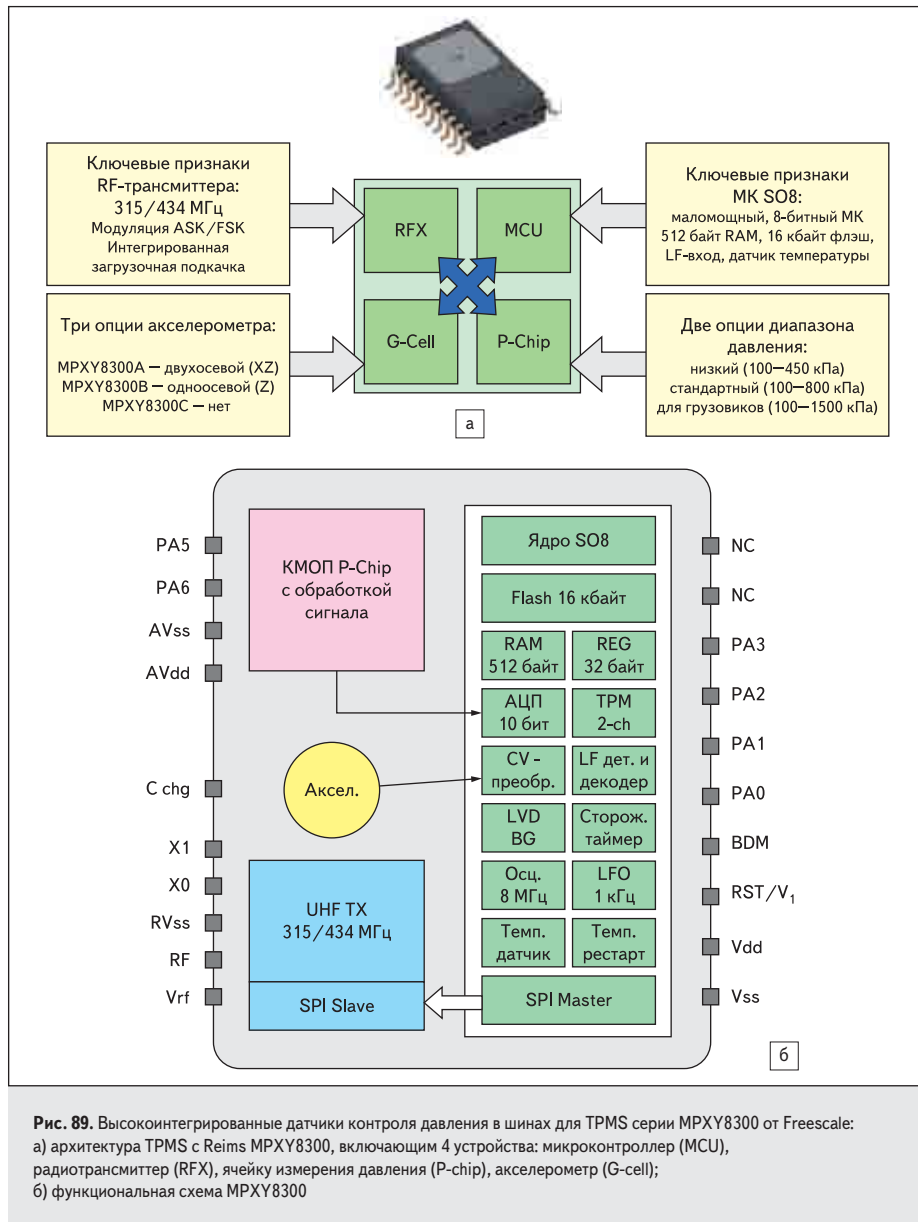 Ключевые признаки
RF-трансмиттера:
315/434 МГц
Модуляция ASK/FSK
Интегрированная
загрузочная подкачка
Ключевые признаки
МК SO8:
маломощный, 8-битный МК
512 байт RAM, 16 кбайт флэш,
LF-вход, датчик температуры
RFX
MCU
G-Cell
P-Chip
Три опции акселерометра:
MPXY8300A — двухосевой (XZ)
MPXY8300B — одноосевой (Z)
MPXY8300C — нет
Две опции диапазона
давления:
низкий (100—450 кПа)
стандартный (100—800 кПа)
для грузовиков (100—1500 кПа)
а
PA5
PA6
AVss
AVdd
C chg
X1
X0
RVss
RF
Vrf
КМОП P-Chip
с обработкой
сигнала
Аксел.
UHF TX
315/434 МГц
SPI Slave
Ядро SO8
Flash 16 кбайт
RAM
512 байт
REG
32 байт
АЦП
10 бит
TPM
2-ch
CV -
преобр.
LF дет. и
декодер
LVD
BG
Сторож.
таймер
Осц.
8 МГц
LFO
1 кГц
Темп.
датчик
Темп.
рестарт
SPI Master
NC
NC
PA3
PA2
PA1
PA0
BDM
RST/V1
Vdd
Vss
б
Рис. 89. Высокоинтегрированные датчики контроля давления в шинах для TPMS серии MPXY8300 от Freescale:
а) архитектура TPMS с Reims MPXY8300, включающим 4 устройства: микроконтроллер (MCU),
радиотрансмиттер (RFX), ячейку измерения давления (P-chip), акселерометр (G-cell);
б) функциональная схема MPXY8300